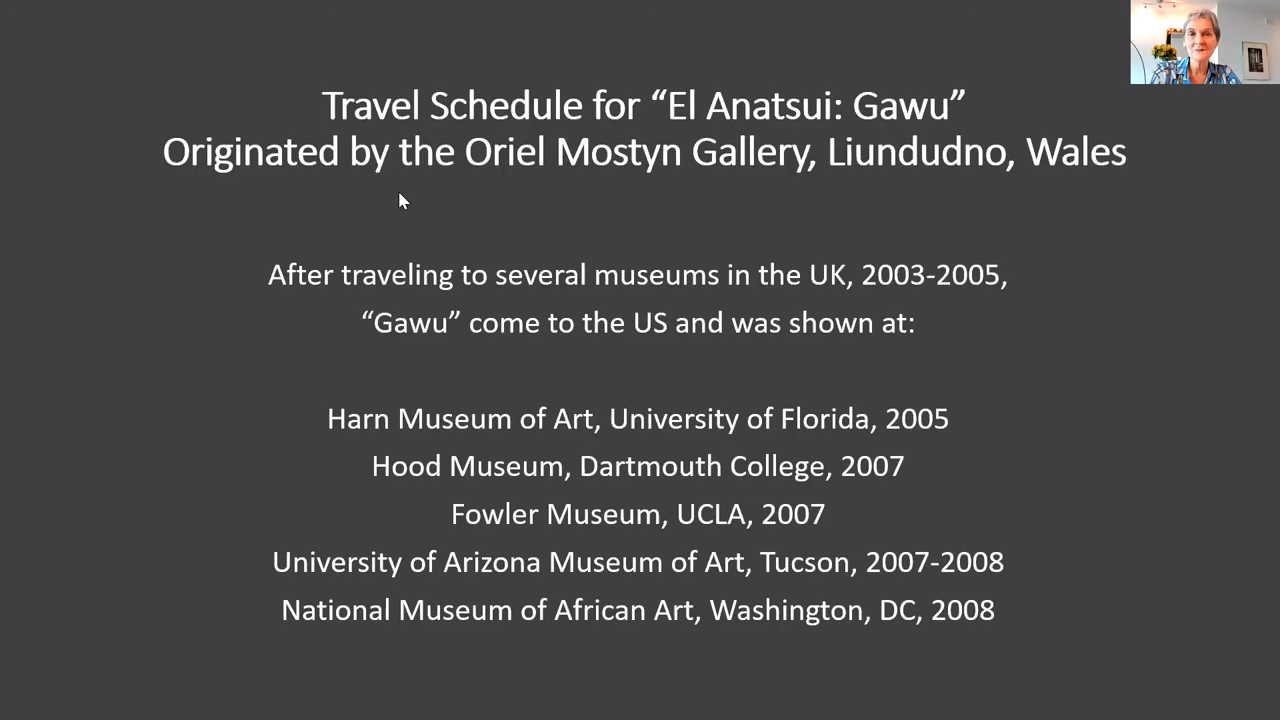 Travel Schedule for “El Anatsui: Gawu”
Originated by the Oriel Mostyn Gallery, Liundudno, Wales
After traveling to several museums in the UK, 2003-2005,
“Gawu” come to the US and was shown at:
Harn Museum of Art, University of Florida, 2005
Hood Museum, Dartmouth College, 2007
Fowler Museum, UCLA, 2007
University of Arizona Museum of Art, Tucson, 2007-2008
National Museum of African Art, Washington, DC, 2008